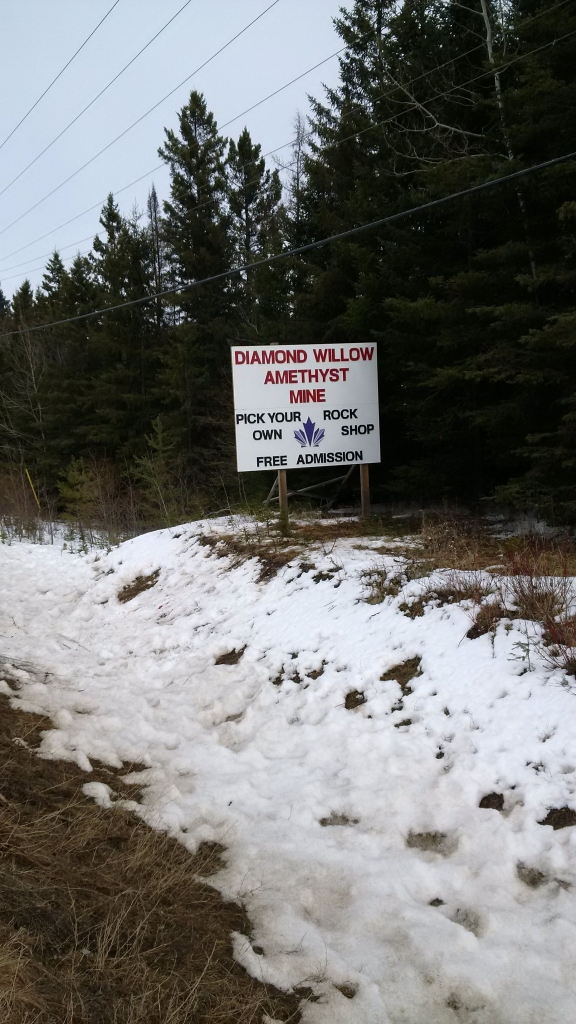 DIAMOND WILLOW
AMETHYST
MINE
PICK YOUR ROCK
OWN SHOP
FREE ADMISSION